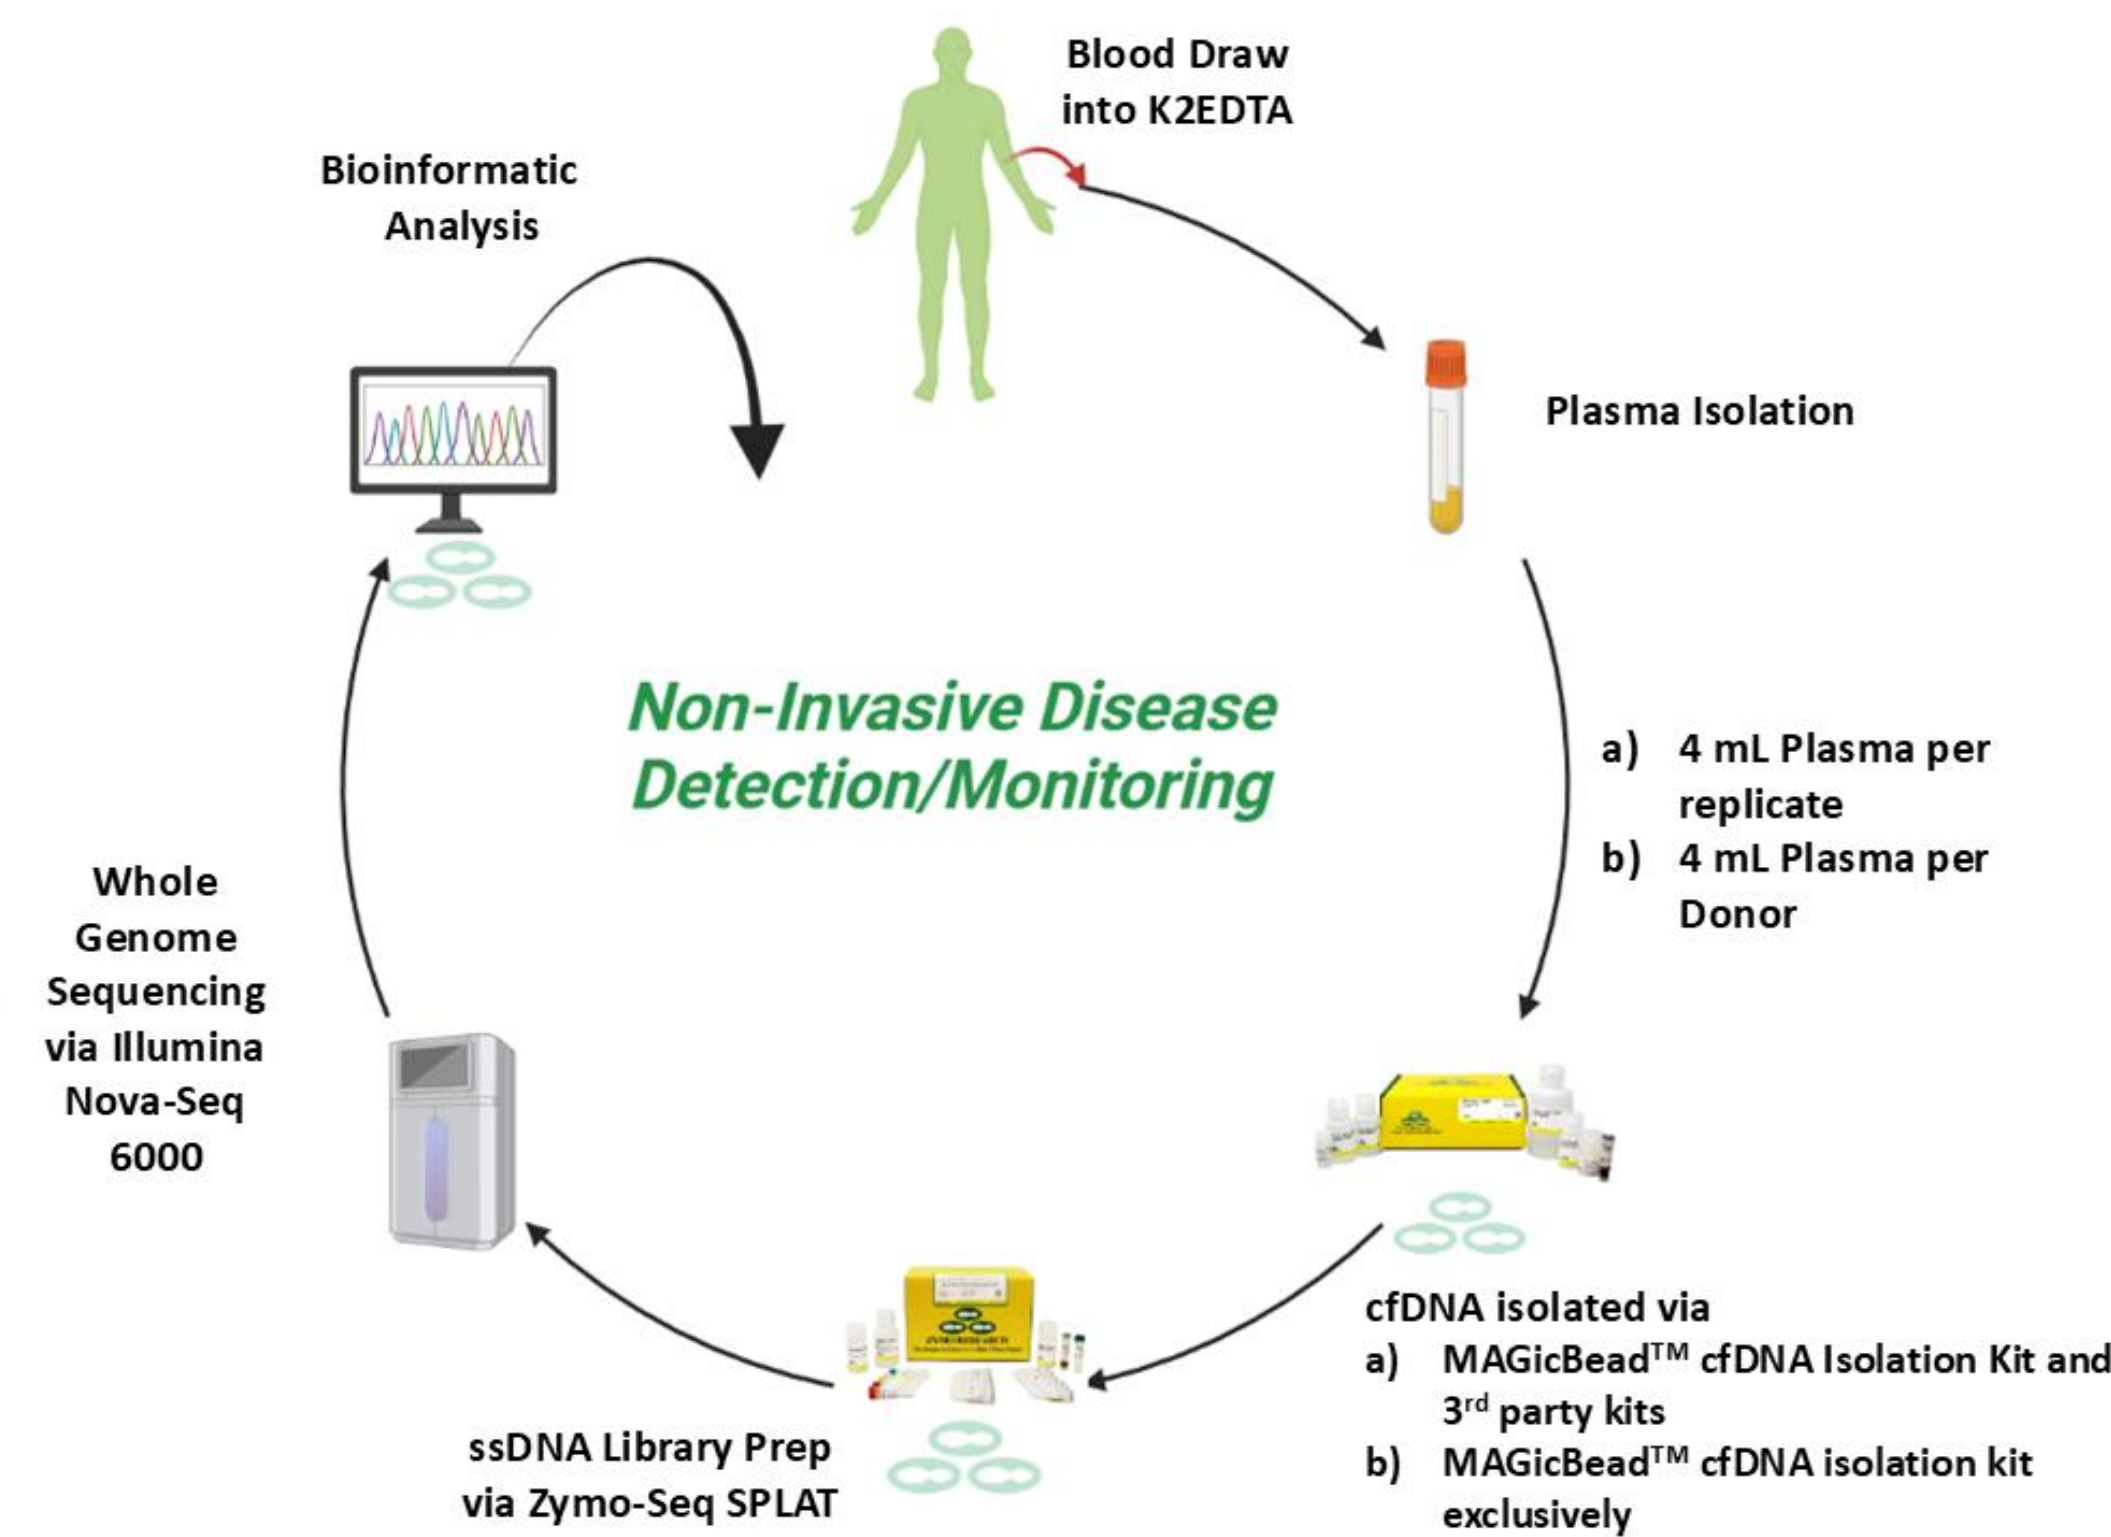 Blood Draw
into K2EDTA
Plasma Isolation
a) 4 mL Plasma per
replicate
b) 4 mL Plasma per
Donor
cfDNA isolated via
a) MAGicBead™ cfDNA Isolation Kit and
3rd party kits
b) MAGicBead™ cfDNA isolation kit
exclusively
ssDNA Library Prep
via Zymo-Seq SPLAT
Whole
Genome
Sequencing
via Illumina
Nova-Seq
6000
Bioinformatic
Analysis
Non-Invasive Disease
Detection/Monitoring